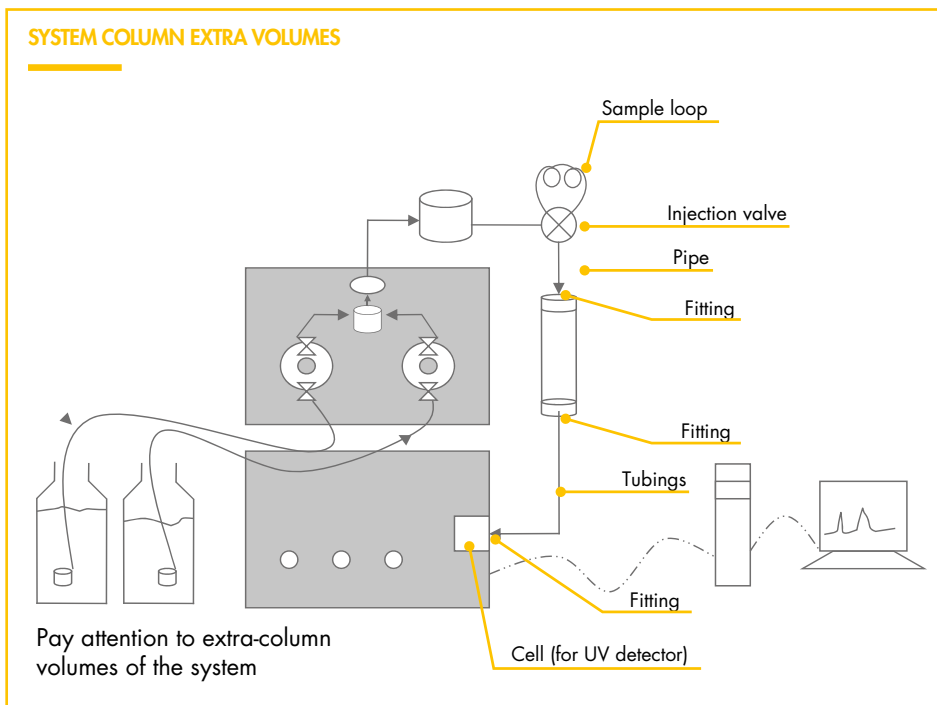 SYSTEM COLUMN EXTRA VOLUMES
Sample loop
Injection valve
Pipe
Fitting
Fitting
Tubings
Fitting
Cell (for UV detector)
Pay attention to extra-column
volumes of the system